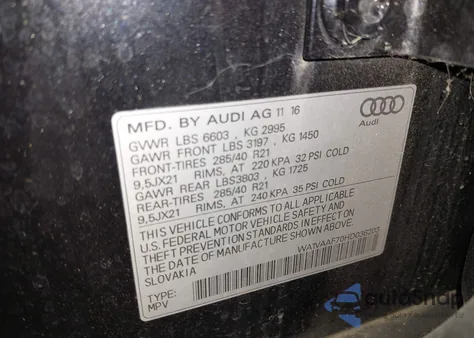 MFD. BY AUDI AG 11 16
GVWR LBS 6603 , KG 2995
GAWR FRONT LBS 3197 , KG 1450
FRONT-TIRES 285/40 R21
9,5JX21 RIMS, AT 220 KPA 32 PSI COLD
GAWR REAR LBS3803 , KG 1725
REAR-TIRES 285/40 R21
9,5JX21 RIMS, AT 240 KPA 35 PSI COLD
THIS VEHICLE CONFORMS TO ALL APPLICABLE
U.S. FEDERAL MOTOR VEHICLE SAFETY AND
THEFT PREVENTION STANDARDS IN EFFECT ON
THE DATE OF MANUFACTURE SHOWN ABOVE.
SLOVAKIA
TYPE:
MPV
Audi
autoSnap